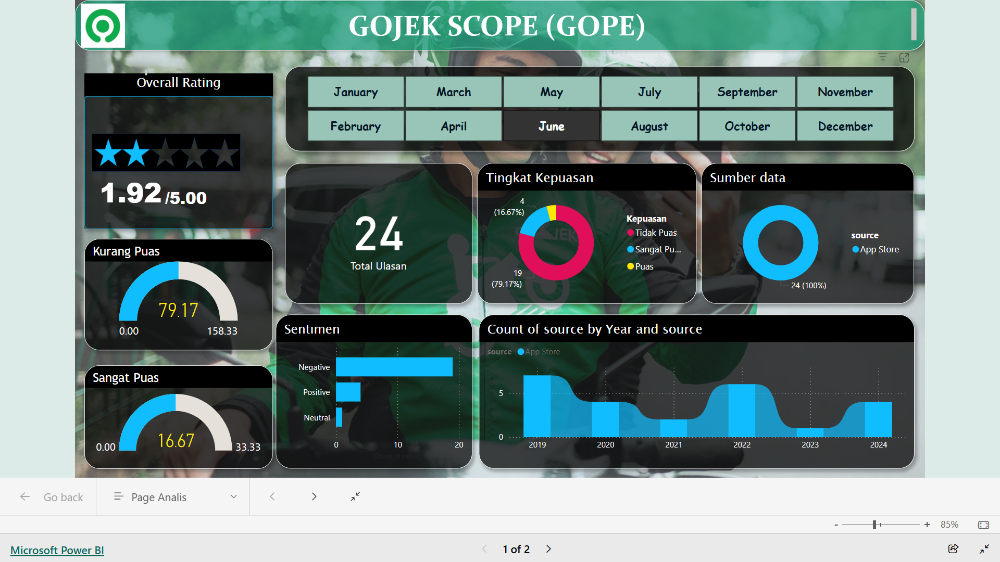 GOJEK SCOPE (GOPE)
Overall Rating
1.92 /5.00
January
March
May
July
September
November
February
April
June
August
October
December
Kurang Puas
79.17
0.00
158.33
Sangat Puas
16.67
0.00
33.33
24
Total Ulasan
Tingkat Kepuasan
4
(16.67%)
19
(79.17%)
Kepuasan
Tidak Puas
Sangat Pu...
Puas
Sumber data
source
App Store
24 (100%)
Sentimen
Negative
Positive
Neutral
0
10
20
Count of rating
Count of source by Year and source
source App Store
5
0
2019
2020
2021
2022
2023
2024
Year
Go back
Page Analis
- + 85%
Microsoft Power BI
1 of 2